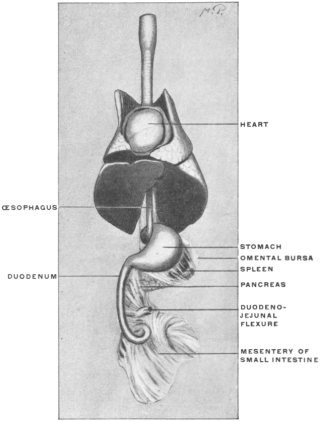 HEART
ŒSOPHAGUS
STOMACH
OMENTAL BURSA
SPLEEN
DUODENUM
PANCREAS
DUODENO-
JEJUNAL
FLEXURE
MESENTERY OF
SMALL INTESTINE